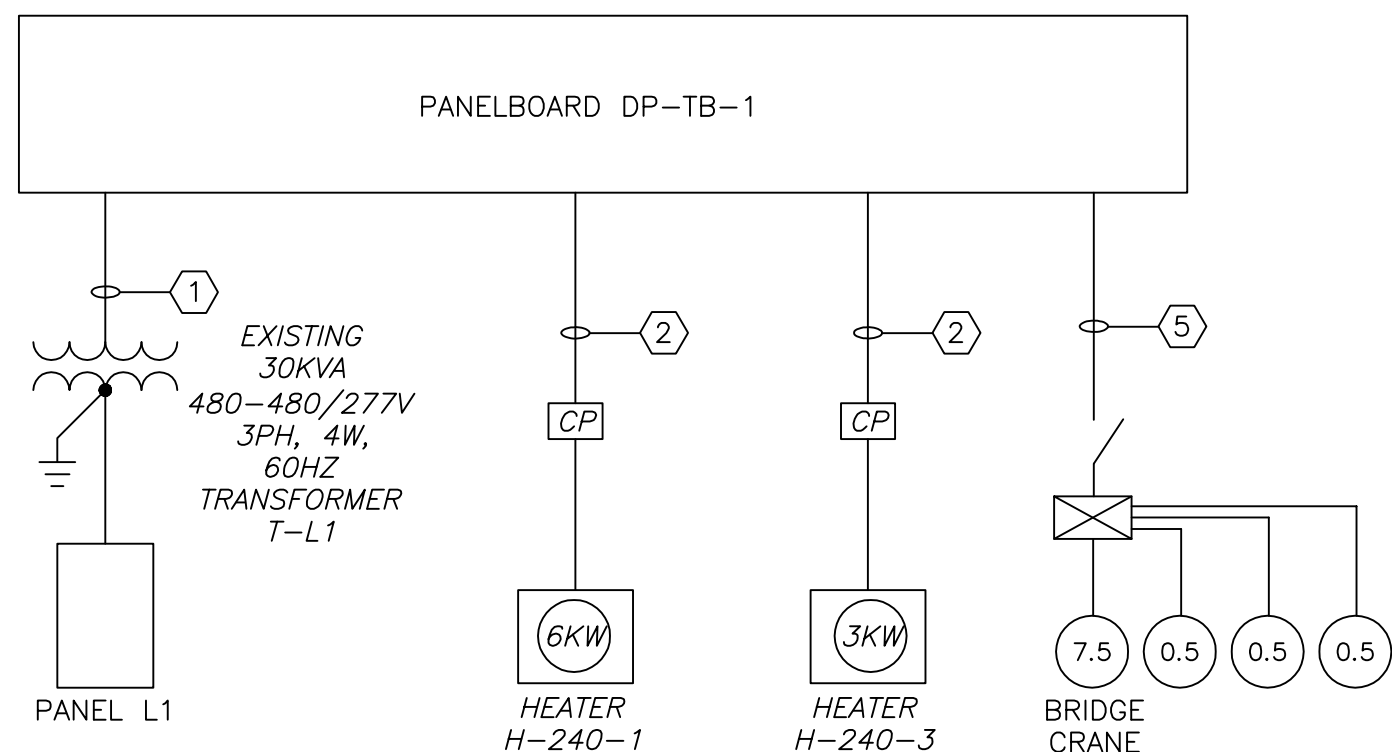 PANELBOARD DP-TB-1
1
2
2
5
EXISTING
30KVA
480-480/277V
3PH, 4W,
60HZ
TRANSFORMER
T-L1
CP
CP
6KW
3KW
7.5
0.5
0.5
0.5
PANEL L1
HEATER
H-240-1
HEATER
H-240-3
BRIDGE
CRANE